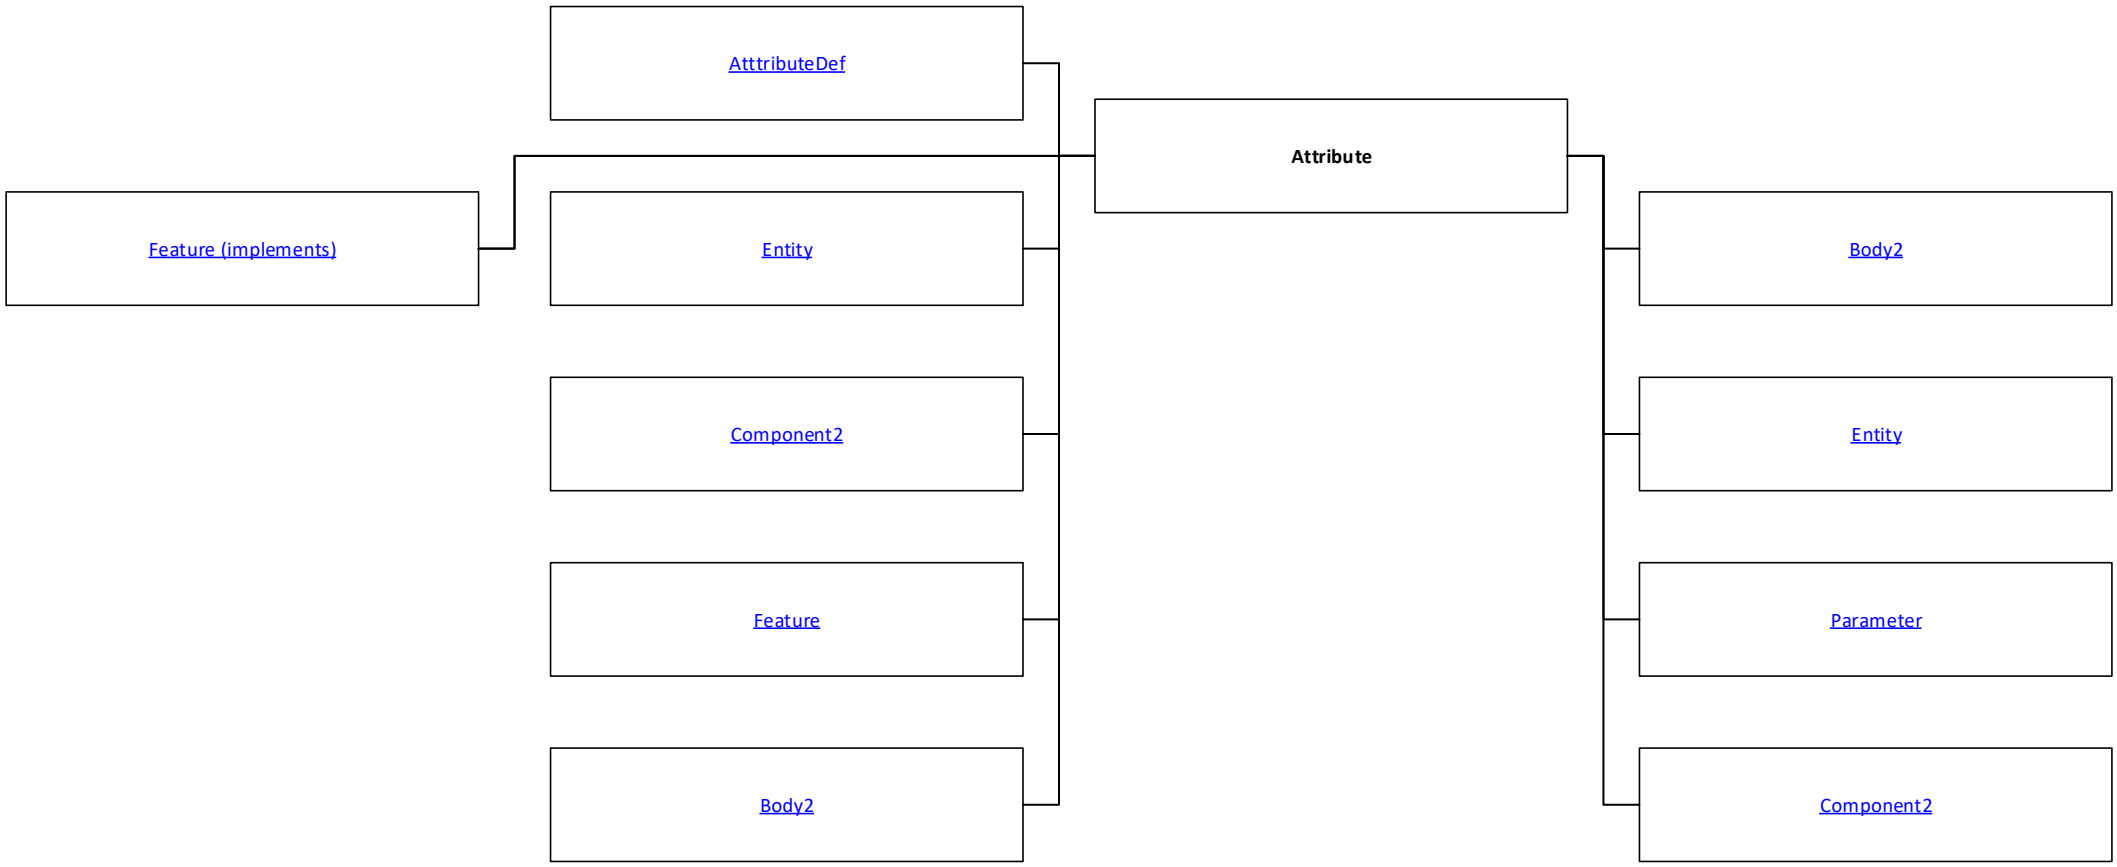 AtttributeDef
Attribute
Feature (implements)
Entity
Body2
Component2
Entity
Feature
Parameter
Body2
Component2